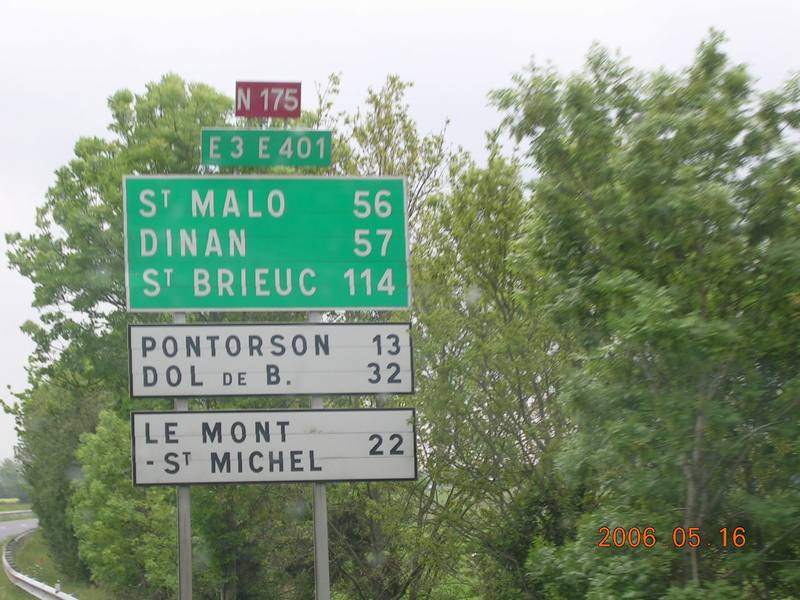 N 175
E 3 E 401
ST MALO 56
DINAN 57
ST BRIEUC 114
PONTORSON 13
DOL DE B. 32
LE MONT 22
-ST MICHEL
2006 05 16